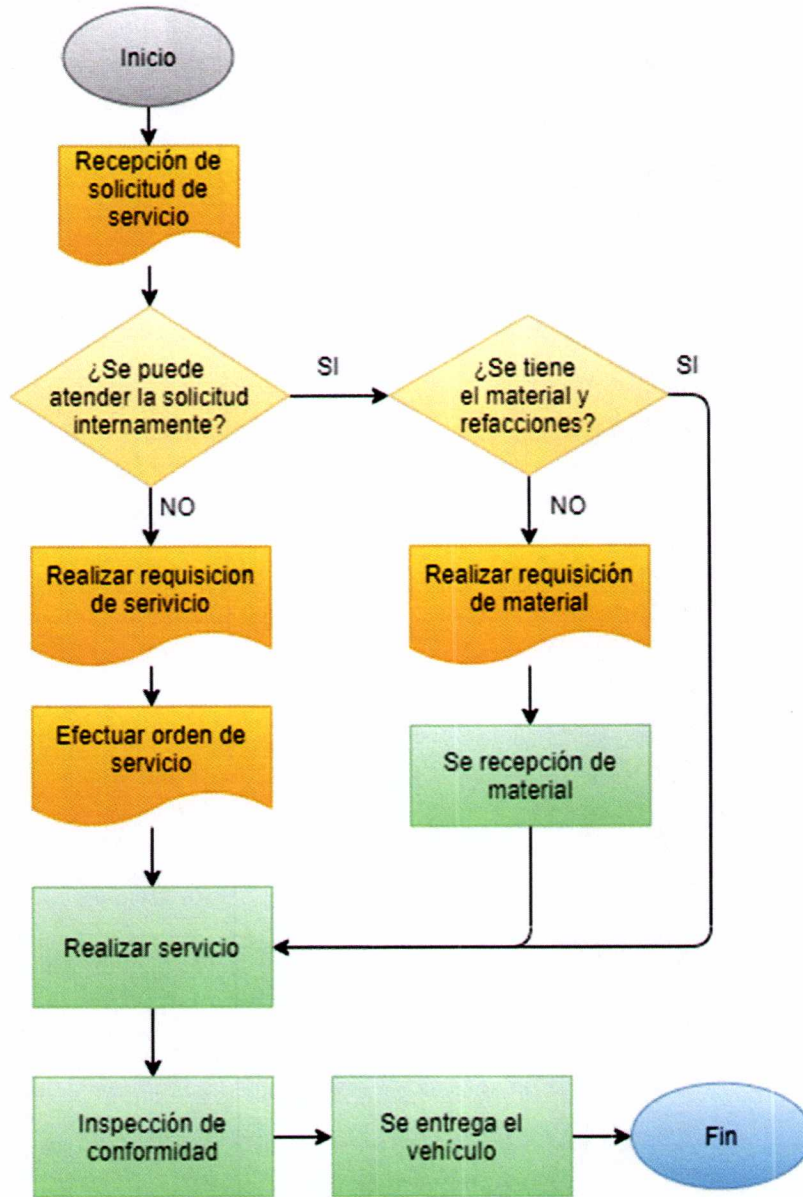 Inicio
Recepción de
solicitud de
servicio
¿Se puede
atender la solicitud
internamente?
SI
¿Se tiene
el material y
refacciones?
SI
NO
NO
Realizar requisicion
de serivicio
Realizar requisición
de material
Efectuar orden de
servicio
Se recepción de
material
Realizar servicio
Inspección de
conformidad
Se entrega el
vehículo
Fin